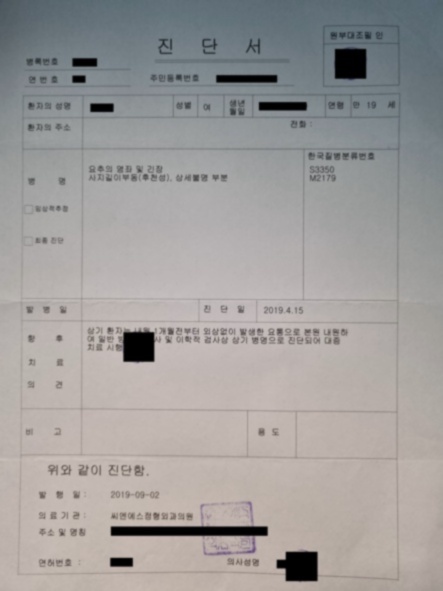 진 단 서
원부대조필 인
병록번호
연 번호
주민등록번호
환자의 성명 성별 여 생년월일 연령 만 19 세
환자의 주소 전화 :
병 명
한국질병분류번호
요추의 염좌 및 긴장 S3350
사지길이부동(후천성), 상세불명 부분 M2179
임상적추정
최종 진단
발 병 일 진 단 일 2019.4.15
향 후 치 료 의 견
상기 환자는 내원 1개월전부터 외상없이 발생한 요통으로 본원 내원하
여 일반 사 및 이학적 검사상 상기 병명으로 진단되어 대증
치료 시행
비 고 용 도
위와 같이 진단함.
발 행 일 : 2019-09-02
의 료 기 관 : 씨엔에스정형외과의원
주소 및 명칭
면허번호 : 의사성명